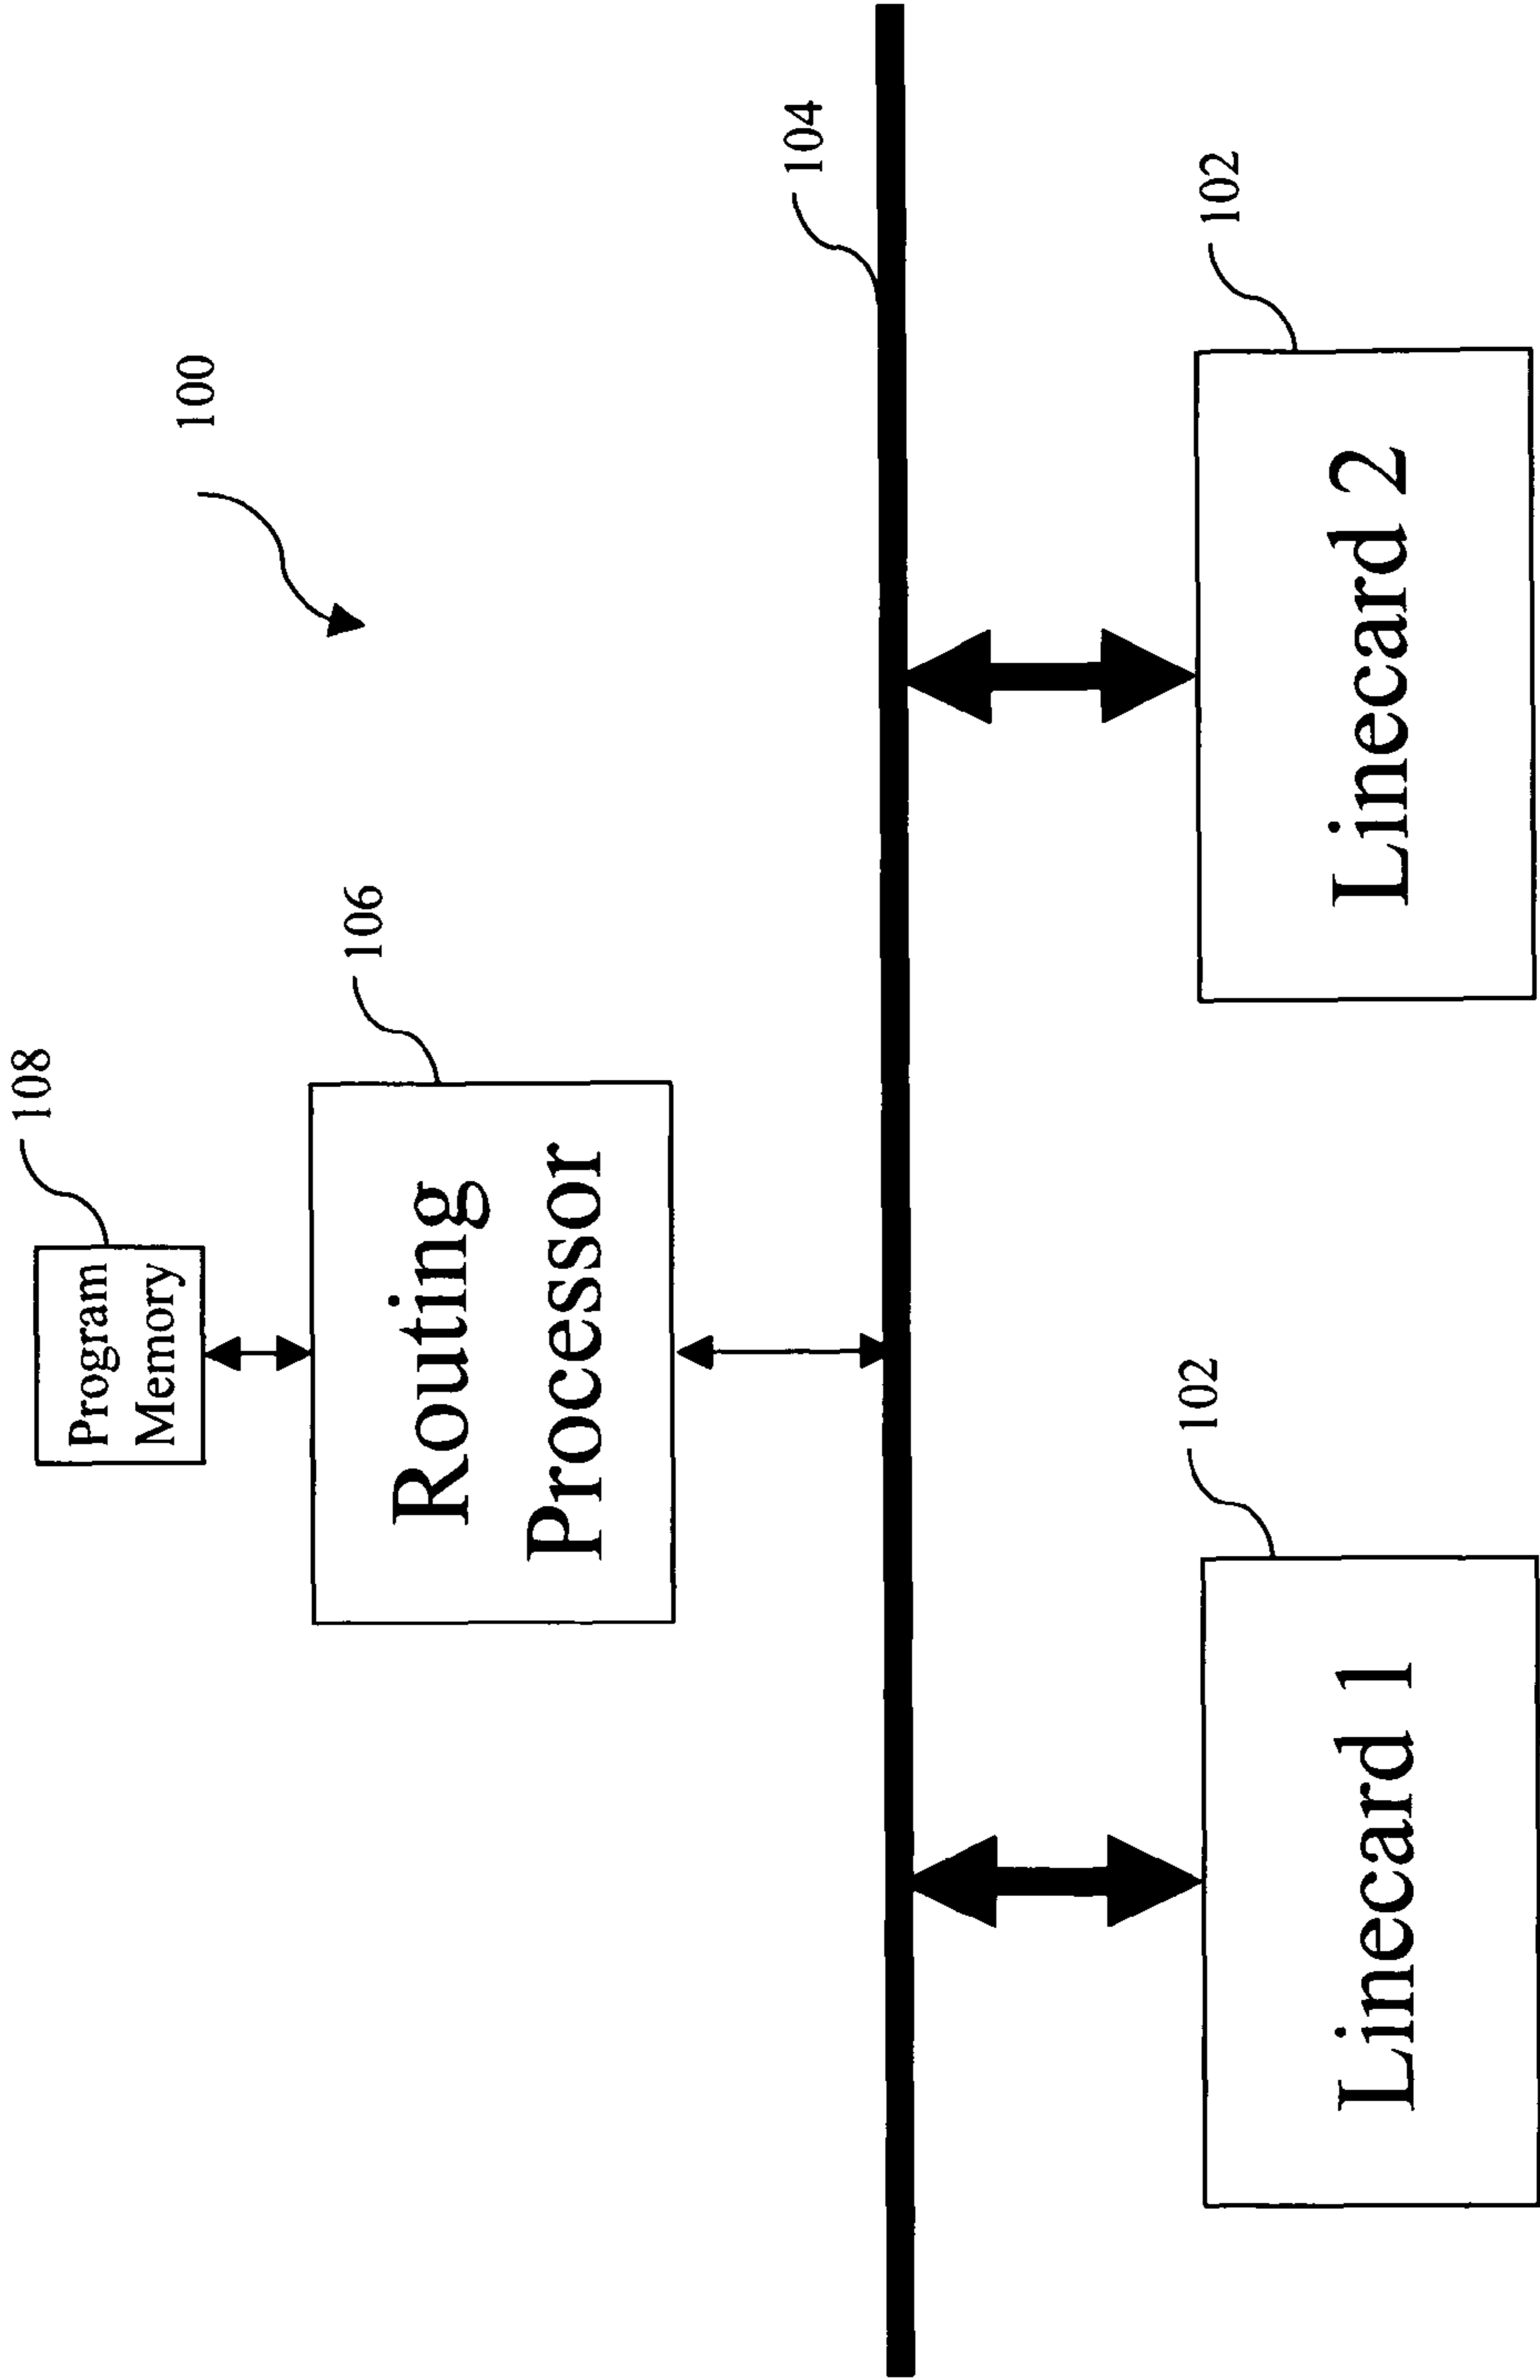 108
Program
Memory
106
Routing
Processor
100
104
102
Linecard 1
102
Linecard 2